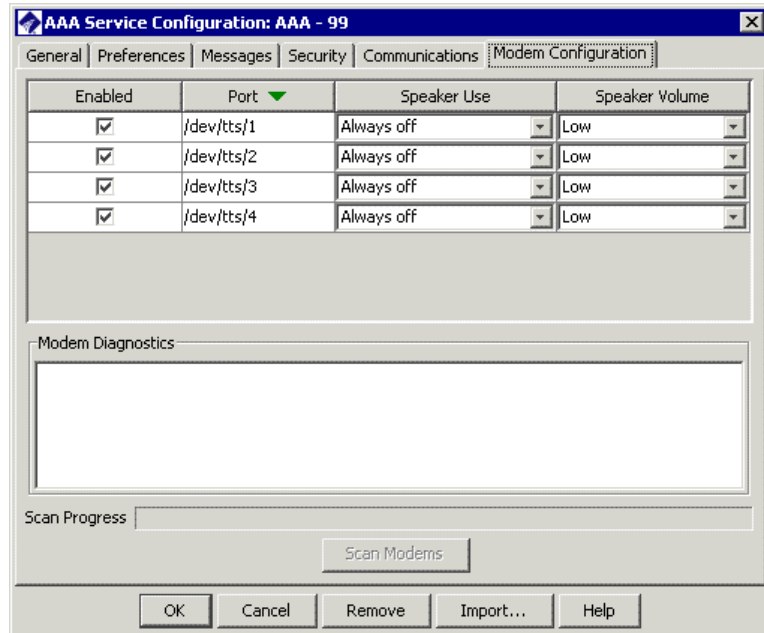 AAA Service Configuration: AAA - 99
General Preferences Messages Security Communications Modem Configuration
Enabled Port Speaker Use Speaker Volume
/dev/tts/1 Always off Low
/dev/tts/2 Always off Low
/dev/tts/3 Always off Low
/dev/tts/4 Always off Low
Modem Diagnostics
Scan Progress
Scan Modems
OK Cancel Remove Import... Help